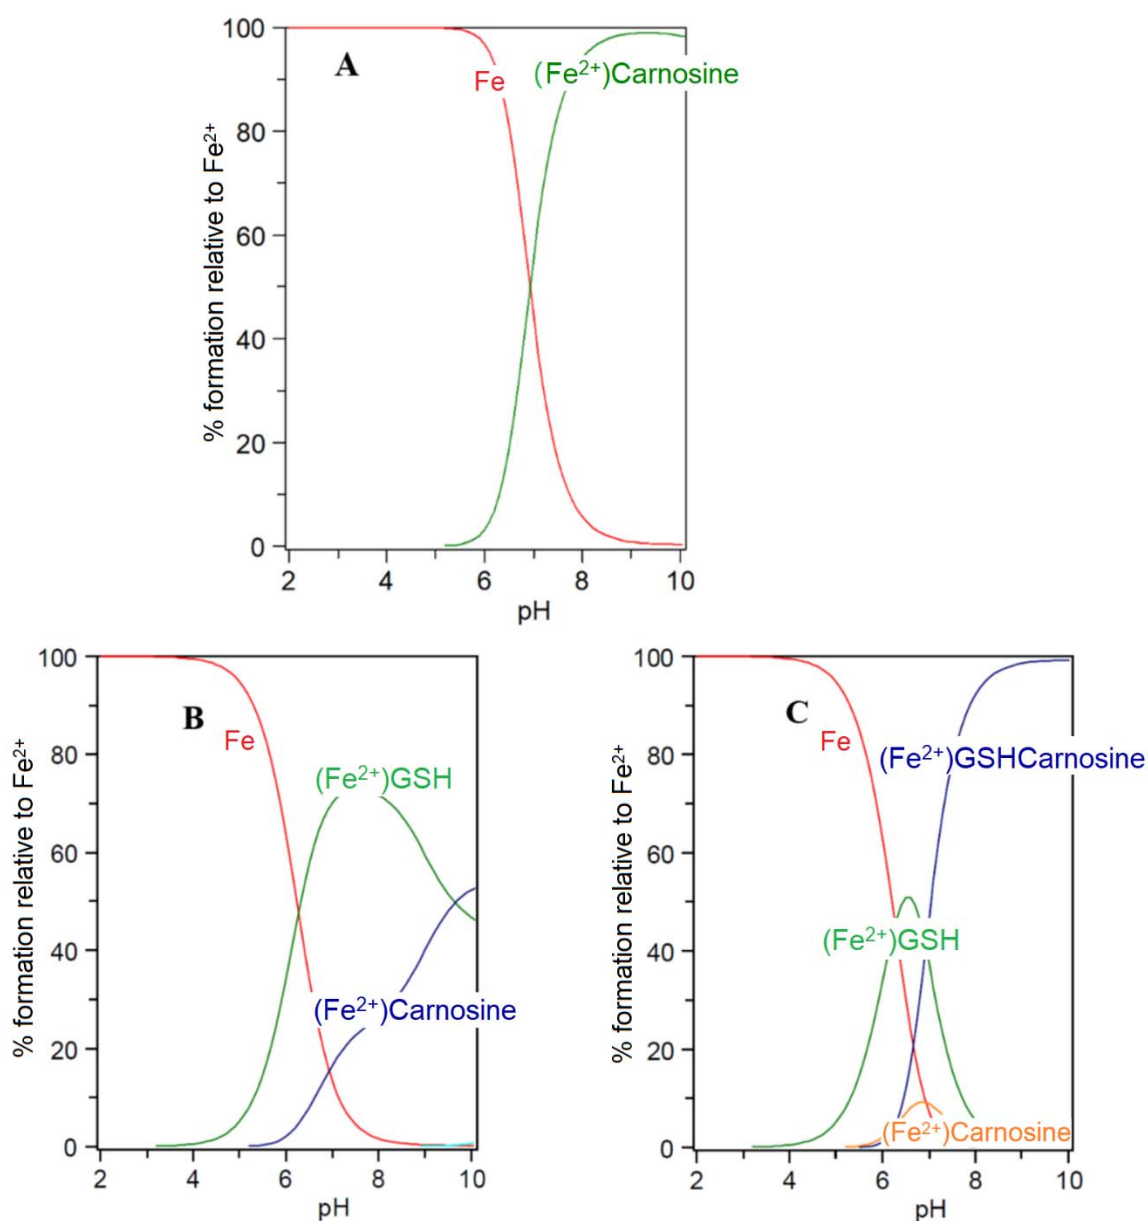 100
A
Fe
(Fe²⁺)Carnosine
80
60
40
20
0
% formation relative to Fe²⁺
2 4 6 8 10
pH
100
B
Fe
(Fe²⁺)GSH
80
60
40
(Fe²⁺)Carnosine
20
0
% formation relative to Fe²⁺
2 4 6 8 10
pH
100
C
Fe
(Fe²⁺)GSHCarnosine
80
60
(Fe²⁺)GSH
40
20
(Fe²⁺)Carnosine
0
% formation relative to Fe²⁺
2 4 6 8 10
pH